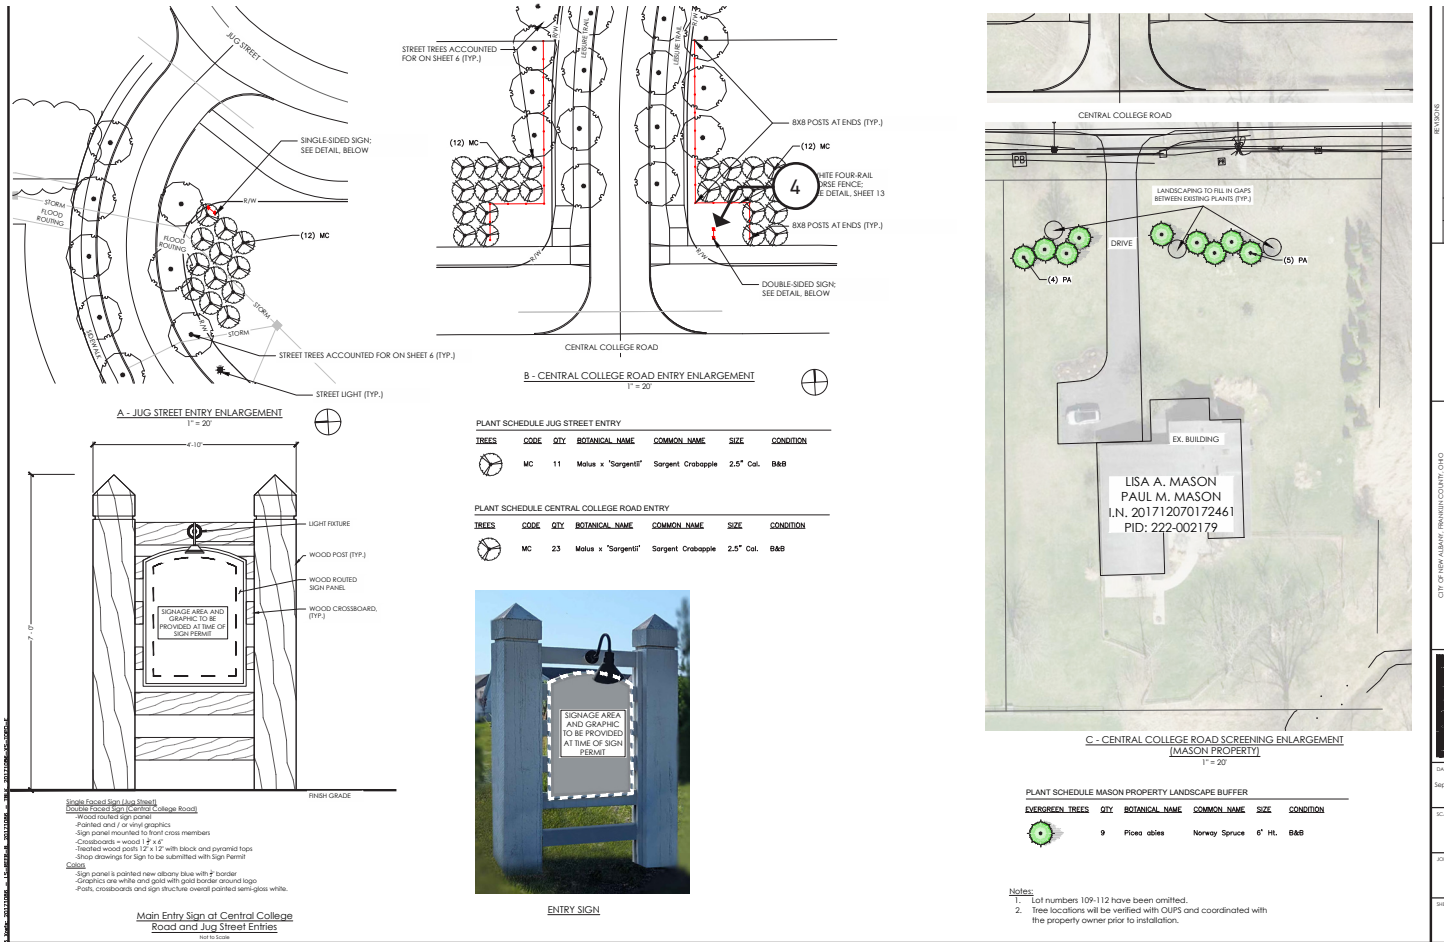 JUG STREET
SINGLE-SIDED SIGN;
SEE DETAIL, BELOW
STORM
FLOOD
ROUTING
FLOOD
ROUTING
R/W
(12) MC
STORM
STORM
R/W
SIDEWALK
STREET TREES ACCOUNTED FOR ON SHEET 6 (TYP.)
STREET LIGHT (TYP.)
A - JUG STREET ENTRY ENLARGEMENT
1" = 20'
STREET TREES ACCOUNTED
FOR ON SHEET 6 (TYP.)
R/W
LEISURE TRAIL
LEISURE TRAIL
R/W
8X8 POSTS AT ENDS (TYP.)
(12) MC
(12) MC
4
HITE FOUR-RAIL
ORSE FENCE;
E DETAIL, SHEET 13
8X8 POSTS AT ENDS (TYP.)
R/W
R/W
DOUBLE-SIDED SIGN;
SEE DETAIL, BELOW
CENTRAL COLLEGE ROAD
B - CENTRAL COLLEGE ROAD ENTRY ENLARGEMENT
1" = 20'
PLANT SCHEDULE JUG STREET ENTRY
TREES CODE QTY BOTANICAL NAME COMMON NAME SIZE CONDITION
MC 11 Malus x 'Sargentii' Sargent Crabapple 2.5" Cal. B&B
PLANT SCHEDULE CENTRAL COLLEGE ROAD ENTRY
TREES CODE QTY BOTANICAL NAME COMMON NAME SIZE CONDITION
MC 23 Malus x 'Sargentii' Sargent Crabapple 2.5" Cal. B&B
4'-10"
7' - 0"
LIGHT FIXTURE
WOOD POST (TYP.)
WOOD ROUTED
SIGN PANEL
WOOD CROSSBOARD,
(TYP.)
SIGNAGE AREA AND
GRAPHIC TO BE
PROVIDED AT TIME OF
SIGN PERMIT
FINISH GRADE
Single Faced Sign (Jug Street)
Double Faced Sign (Central College Road)
-Wood routed sign panel
-Painted and / or vinyl graphics
-Sign panel mounted to front cross members
-Crossboards = wood 1 ½" x 6"
-Treated wood posts 12" x 12" with block and pyramid tops
-Shop drawings for Sign to be submitted with Sign Permit
Colors
-Sign panel is painted new albany blue with border
-Graphics are white and gold with gold border around logo
-Posts, crossboards and sign structure overall painted semi-gloss white.
Main Entry Sign at Central College
Road and Jug Street Entries
Not to Scale
SIGNAGE AREA
AND GRAPHIC
TO BE PROVIDED
AT TIME OF SIGN
PERMIT
ENTRY SIGN
CENTRAL COLLEGE ROAD
PB
LANDSCAPING TO FILL IN GAPS
BETWEEN EXISTING PLANTS (TYP.)
DRIVE
(4) PA
(5) PA
EX. BUILDING
LISA A. MASON
PAUL M. MASON
I.N. 201712070172461
PID: 222-002179
C - CENTRAL COLLEGE ROAD SCREENING ENLARGEMENT
(MASON PROPERTY)
1" = 20'
PLANT SCHEDULE MASON PROPERTY LANDSCAPE BUFFER
EVERGREEN TREES QTY BOTANICAL NAME COMMON NAME SIZE CONDITION
9 Picea abies Norway Spruce 6' Ht. B&B
Notes:
1. Lot numbers 109-112 have been omitted.
2. Tree locations will be verified with OUPS and coordinated with
the property owner prior to installation.
REVISIONS
CITY OF NEW ALBANY, FRANKLIN COUNTY, OHIO